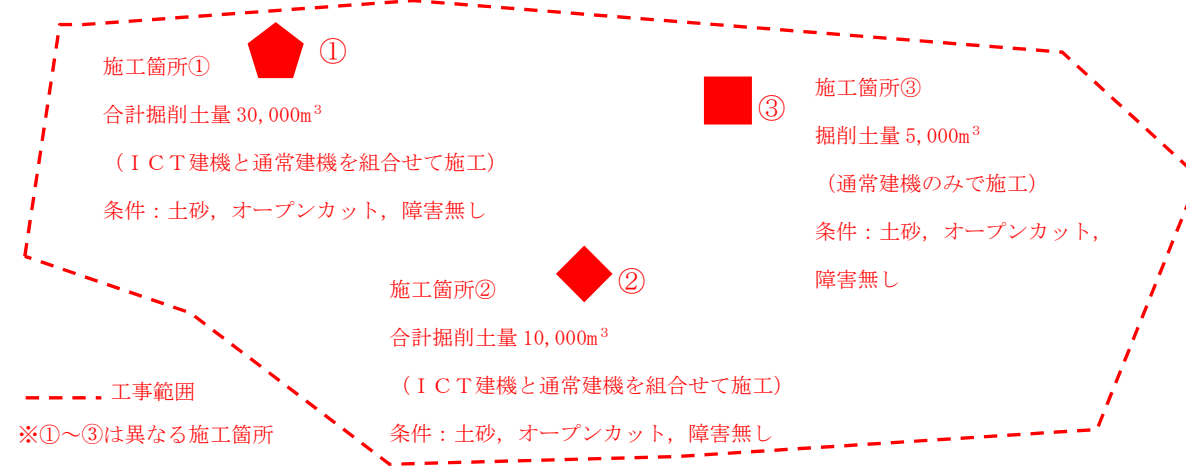 ①
施工箇所①
合計掘削土量 30,000m³
（ＩＣＴ建機と通常建機を組合せて施工）
条件：土砂，オープンカット，障害無し
③
施工箇所③
掘削土量 5,000m³
（通常建機のみで施工）
条件：土砂，オープンカット，
障害無し
②
施工箇所②
合計掘削土量 10,000m³
（ＩＣＴ建機と通常建機を組合せて施工）
条件：土砂，オープンカット，障害無し
工事範囲
※①～③は異なる施工箇所